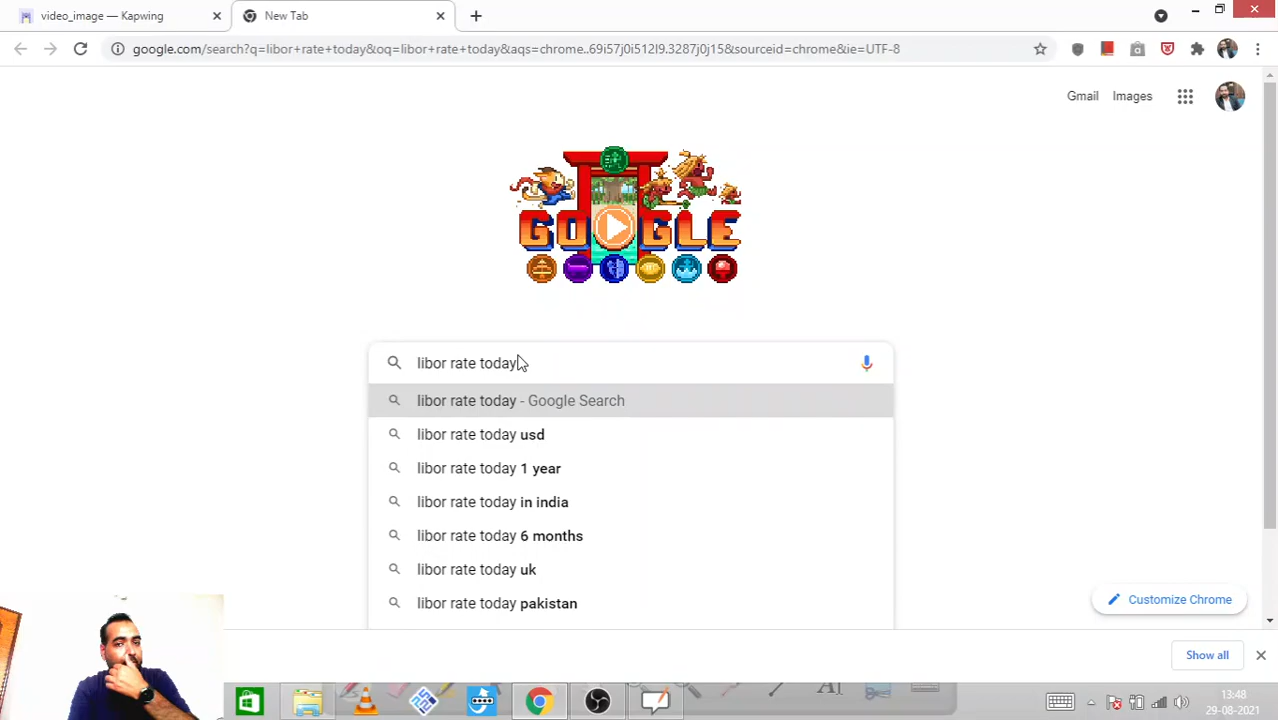 video_image — Kapwing
New Tab
google.com/search?q=libor+rate+today&oq=libor+rate+today&aqs=chrome..69i57j0i512l9.3287j0j15&sourceid=chrome&ie=UTF-8
Gmail Images
GOOGLE
libor rate today
libor rate today - Google Search
libor rate today usd
libor rate today 1 year
libor rate today in india
libor rate today 6 months
libor rate today uk
libor rate today pakistan
Customize Chrome
Show all
13:48
29-08-2021